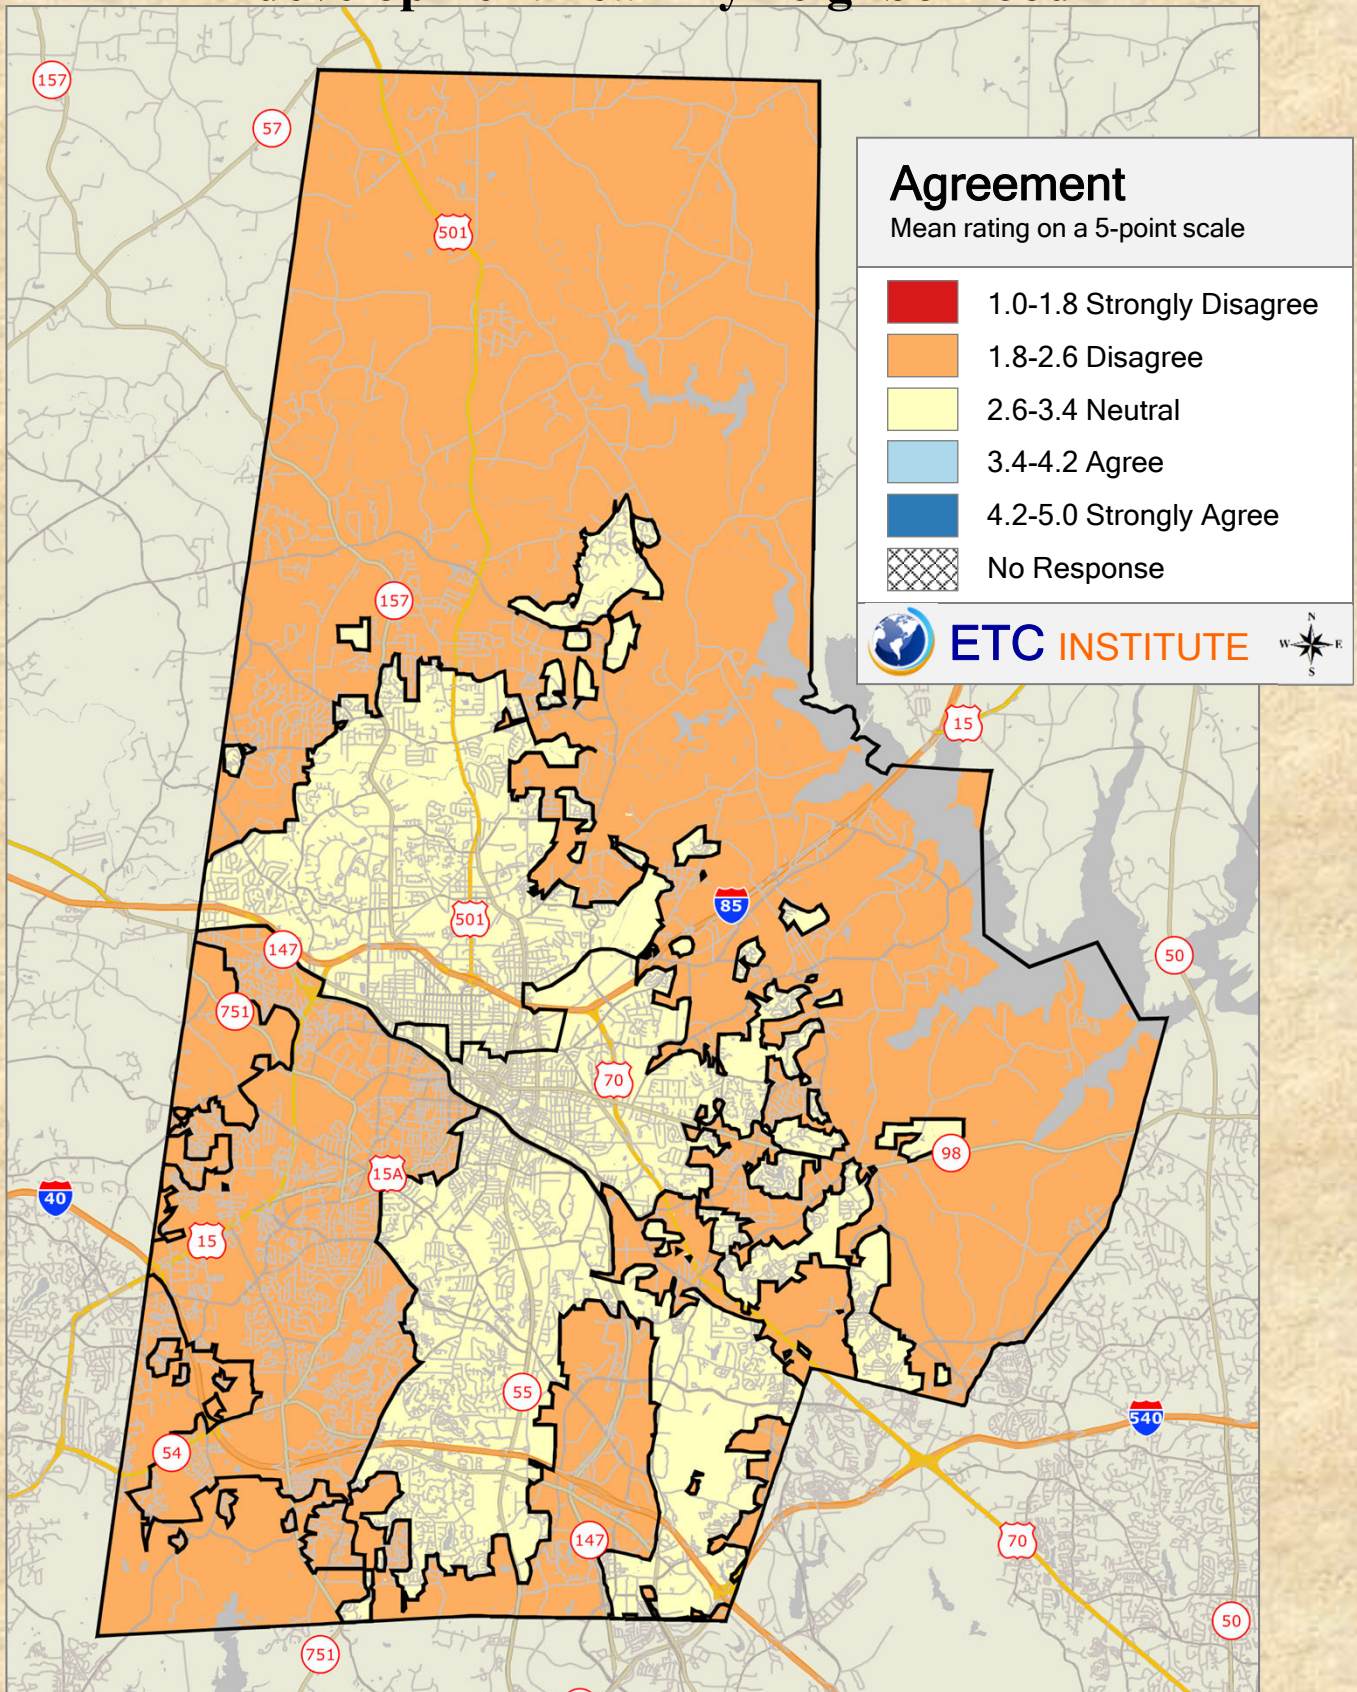 157
57
501
Agreement
Mean rating on a 5-point scale
1.0-1.8 Strongly Disagree
1.8-2.6 Disagree
2.6-3.4 Neutral
3.4-4.2 Agree
4.2-5.0 Strongly Agree
No Response
ETC INSTITUTE
N
W E
S
157
15
85
501
147
50
751
70
98
15A
40
15
540
55
54
147
70
50
751